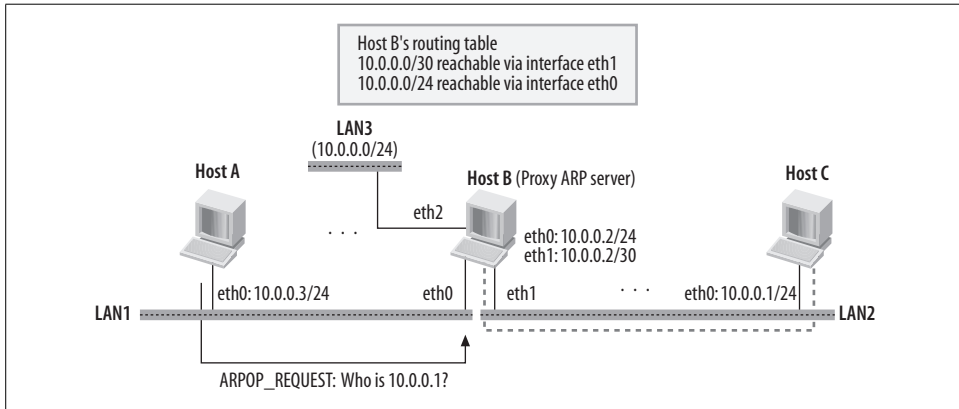 Host B's routing table
10.0.0.0/30 reachable via interface eth1
10.0.0.0/24 reachable via interface eth0
LAN3
(10.0.0.0/24)
Host A
Host B (Proxy ARP server)
Host C
eth2
. . .
eth0: 10.0.0.2/24
eth1: 10.0.0.2/30
. . .
eth0: 10.0.0.3/24
eth0
eth1
eth0: 10.0.0.1/24
LAN1
LAN2
ARPOP_REQUEST: Who is 10.0.0.1?